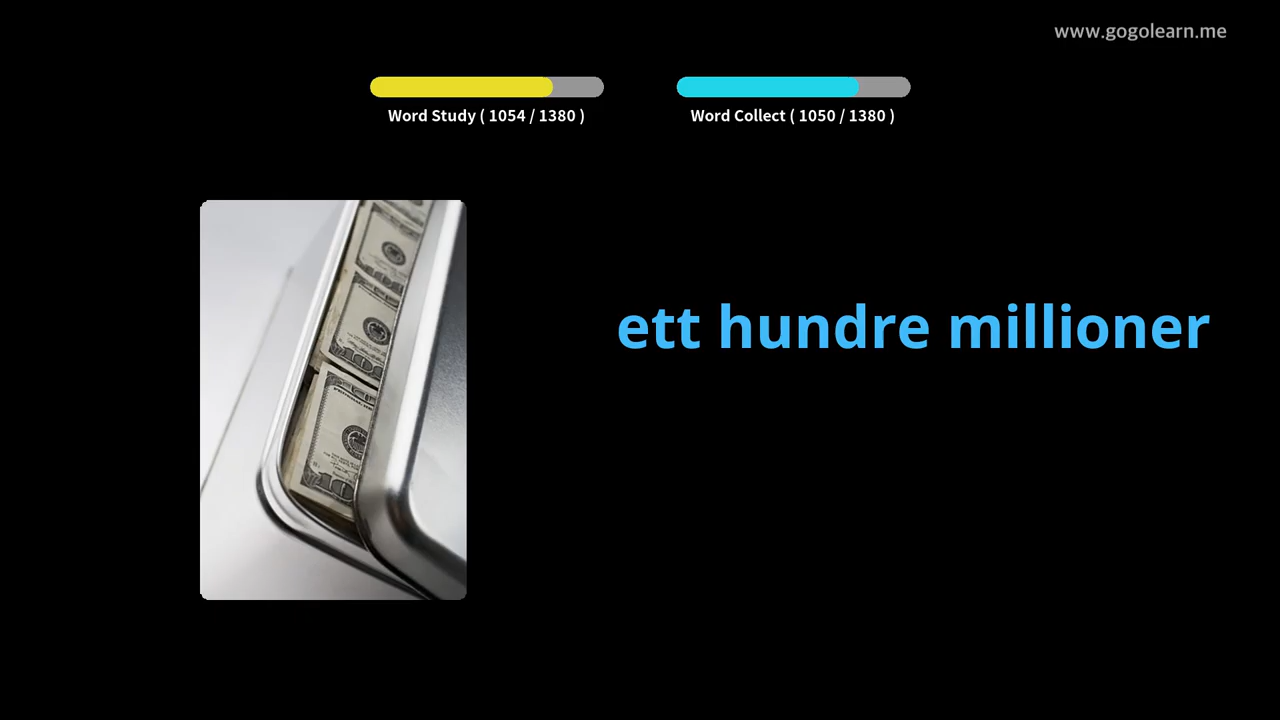 www.gogolearn.me
Word Study ( 1054 / 1380 )
Word Collect ( 1050 / 1380 )
ett hundre millioner